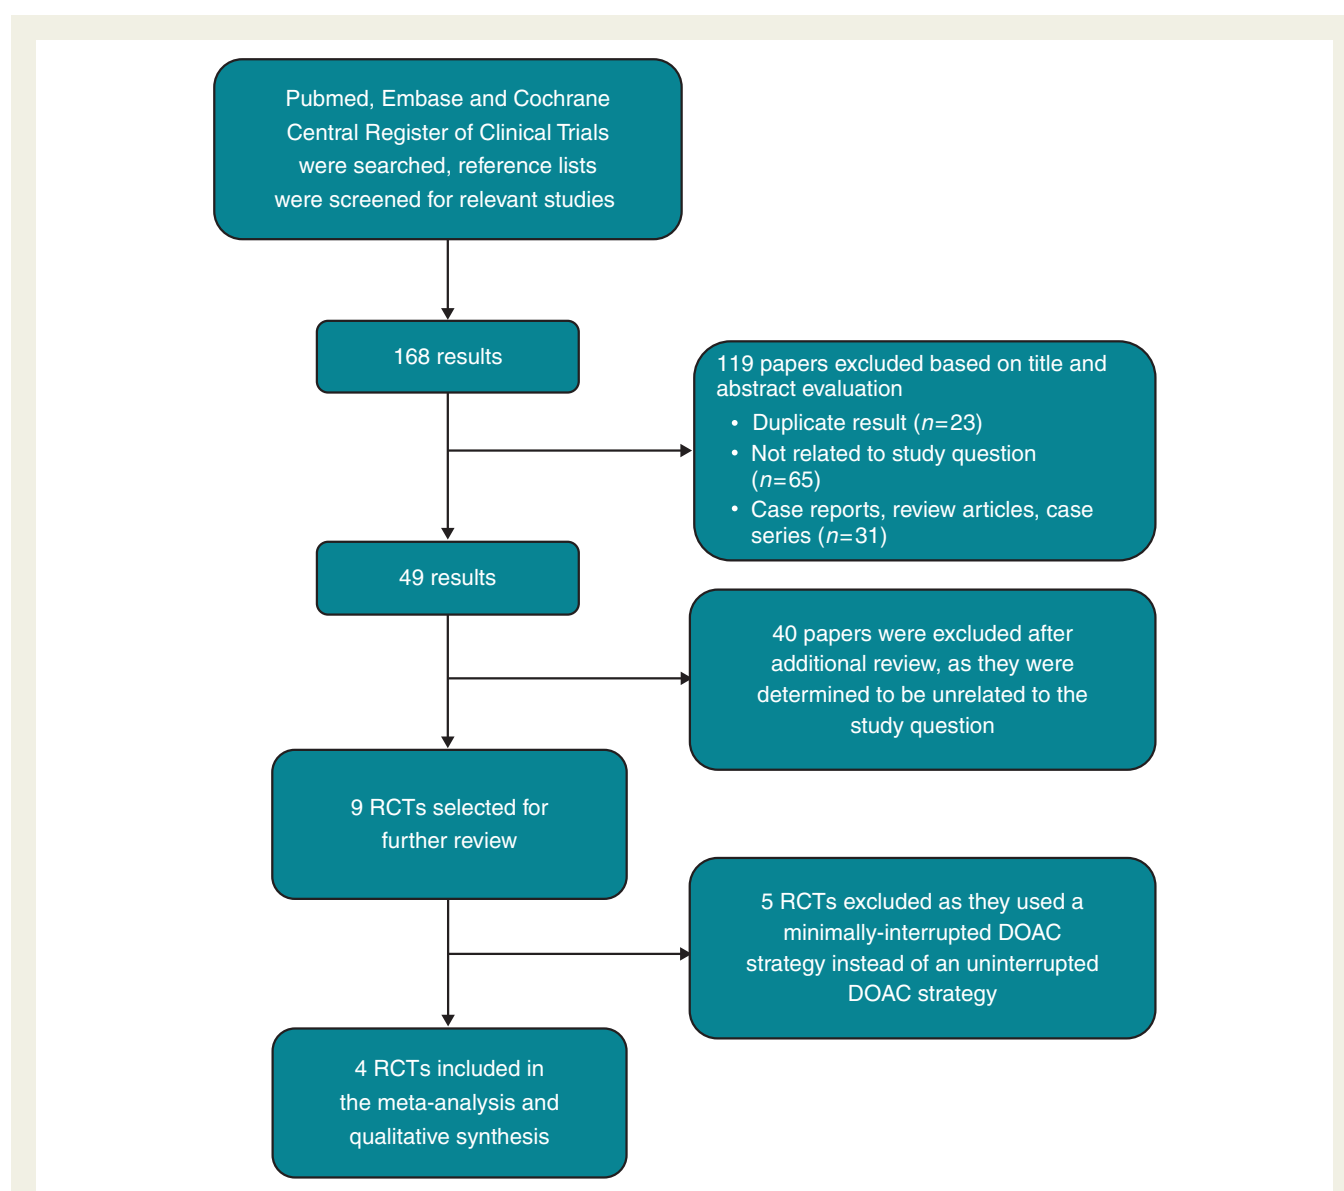 Pubmed, Embase and Cochrane
Central Register of Clinical Trials
were searched, reference lists
were screened for relevant studies
168 results
119 papers excluded based on title and
abstract evaluation
• Duplicate result (n=23)
• Not related to study question
(n=65)
• Case reports, review articles, case
series (n=31)
49 results
40 papers were excluded after
additional review, as they were
determined to be unrelated to the
study question
9 RCTs selected for
further review
5 RCTs excluded as they used a
minimally-interrupted DOAC
strategy instead of an uninterrupted
DOAC strategy
4 RCTs included in
the meta-analysis and
qualitative synthesis